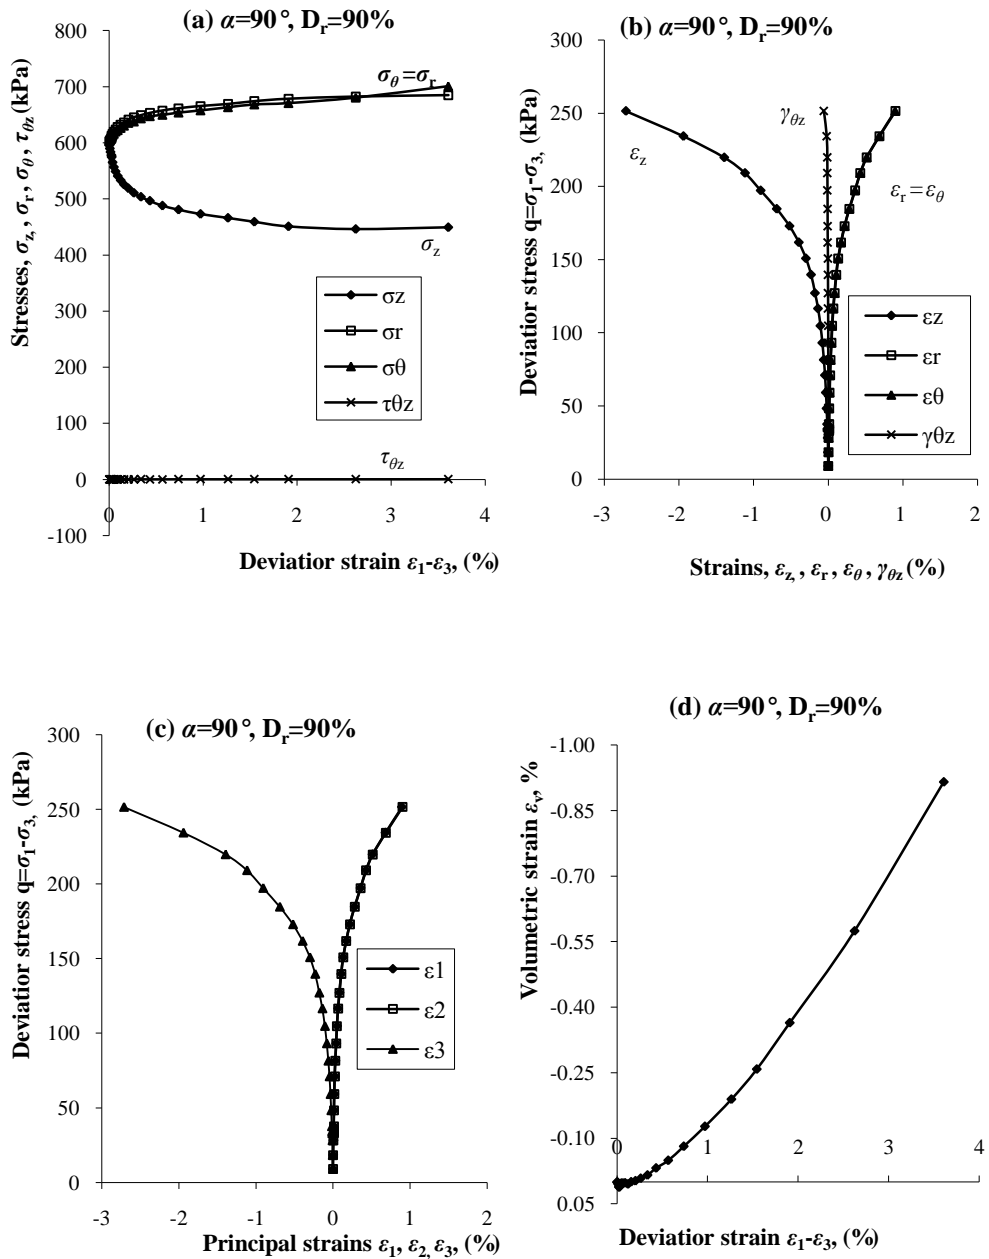 (a) α=90°, Dr=90%
Stresses, σz, , σr , σθ , τθz (kPa)
800
700
600
500
400
300
200
100
0
-100
σθ =σr
σz
σz
σr
σθ
τθz
τθz
0 1 2 3 4
Deviatior strain ε1-ε3, (%)
(b) α=90°, Dr=90%
Deviatior stress q=σ1-σ3, (kPa)
300
250
200
150
100
50
0
γθz
εz
εr = εθ
εz
εr
εθ
γθz
-3 -2 -1 0 1 2
Strains, εz, , εr , εθ , γθz (%)
(c) α=90°, Dr=90%
Deviatior stress q=σ1-σ3, (kPa)
300
250
200
150
100
50
0
ε1
ε2
ε3
-3 -2 -1 0 1 2
Principal strains ε1, ε2, ε3, (%)
(d) α=90°, Dr=90%
Volumetric strain εv, %
-1.00
-0.85
-0.70
-0.55
-0.40
-0.25
-0.10
0.05
0 1 2 3 4
Deviatior strain ε1-ε3, (%)